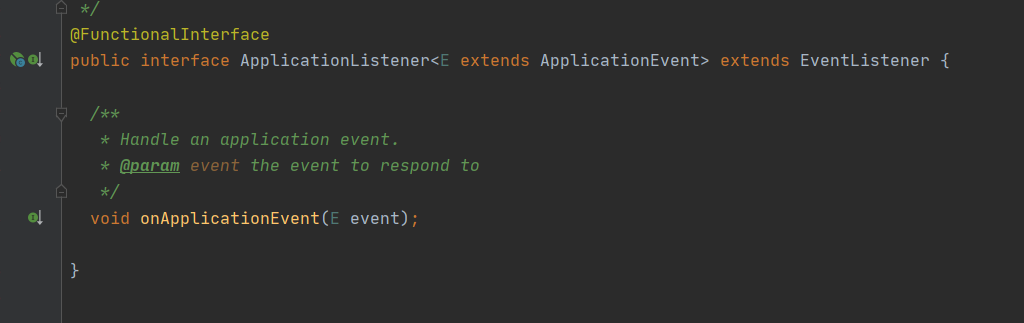 */
@FunctionalInterface
public interface ApplicationListener<E extends ApplicationEvent> extends EventListener {
/**
* Handle an application event.
* @param event the event to respond to
*/
void onApplicationEvent(E event);
}